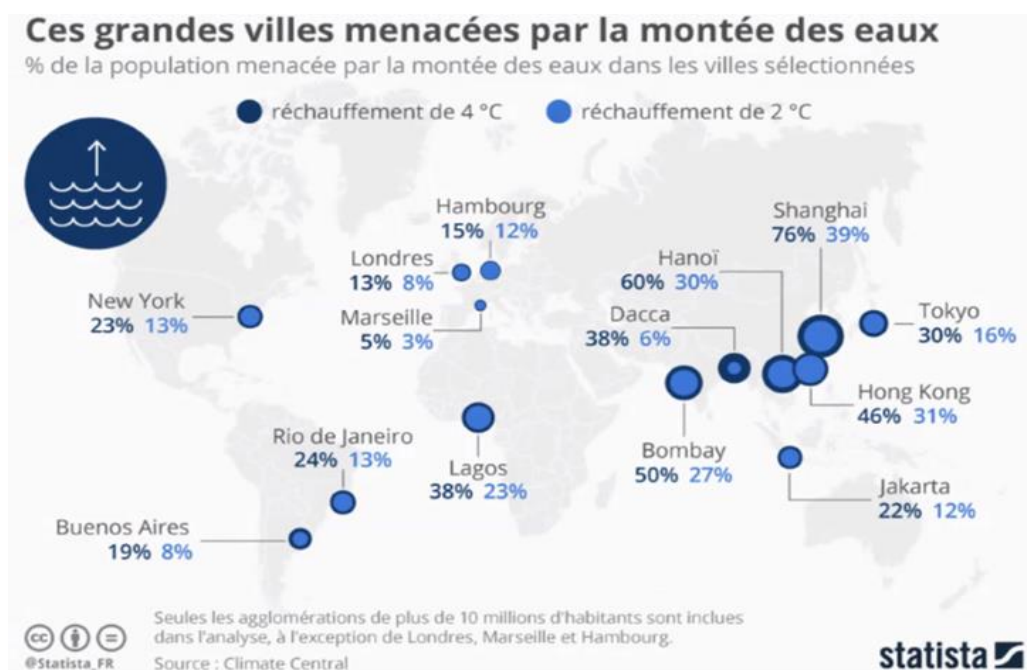 Ces grandes villes menacées par la montée des eaux
% de la population menacée par la montée des eaux dans les villes sélectionnées
réchauffement de 4 °C réchauffement de 2 °C
Hambourg
15% 12%
Shanghai
76% 39%
Londres
13% 8%
Hanoï
60% 30%
New York
23% 13%
Marseille
5% 3%
Dacca
38% 6%
Tokyo
30% 16%
Hong Kong
46% 31%
Rio de Janeiro
24% 13%
Lagos
38% 23%
Bombay
50% 27%
Jakarta
22% 12%
Buenos Aires
19% 8%
Seules les agglomérations de plus de 10 millions d'habitants sont inclues
dans l'analyse, à l'exception de Londres, Marseille et Hambourg.
cc
@Statista_FR Source : Climate Central
statista